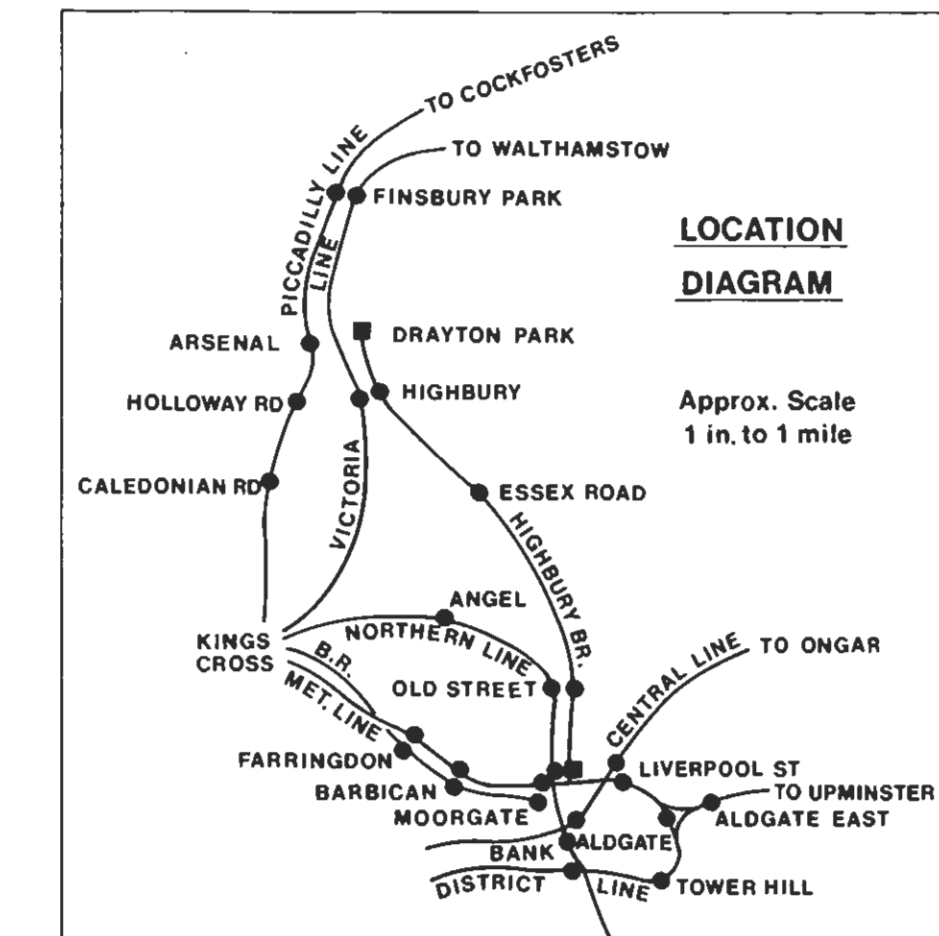 TO COCKFOSTERS
PICCADILLY LINE
TO WALTHAMSTOW
FINSBURY PARK
LINE
LOCATION
DIAGRAM
ARSENAL
DRAYTON PARK
HOLLOWAY RD
HIGHBURY
Approx. Scale
1 in. to 1 mile
CALEDONIAN RD
VICTORIA
ESSEX ROAD
HIGHBURY BR.
ANGEL
NORTHERN LINE
KINGS
CROSS
B.R.
MET. LINE
OLD STREET
CENTRAL LINE
TO ONGAR
FARRINGDON
LIVERPOOL ST
BARBICAN
TO UPMINSTER
MOORGATE
ALDGATE EAST
ALDGATE
BANK
DISTRICT LINE
TOWER HILL